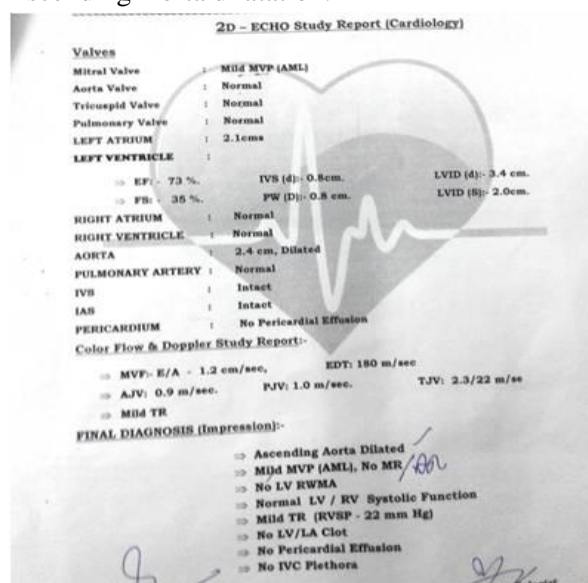 2D – ECHO Study Report (Cardiology)
Valves
Mitral Valve : Mild MVP (AML)
Aorta Valve : Normal
Tricuspid Valve : Normal
Pulmonary Valve : Normal
LEFT ATRIUM : 2.1cms
LEFT VENTRICLE :
⇒ EF: - 73 %. IVS (d):- 0.8cm. LVID (d):- 3.4 cm.
⇒ FS: - 35 %. PW (D):- 0.8 cm. LVID (S):- 2.0cm.
RIGHT ATRIUM : Normal
RIGHT VENTRICLE : Normal
AORTA : 2.4 cm, Dilated
PULMONARY ARTERY : Normal
IVS : Intact
IAS : Intact
PERICARDIUM : No Pericardial Effusion
Color Flow & Doppler Study Report:-
⇒ MVF:- E/A - 1.2 cm/sec, EDT: 180 m/sec
⇒ AJV: 0.9 m/sec. PJV: 1.0 m/sec. TJV: 2.3/22 m/se
⇒ Mild TR
FINAL DIAGNOSIS (Impression):-
⇒ Ascending Aorta Dilated
⇒ Mild MVP (AML), No MR
⇒ No LV RWMA
⇒ Normal LV / RV Systolic Function
⇒ Mild TR (RVSP - 22 mm Hg)
⇒ No LV/LA Clot
⇒ No Pericardial Effusion
⇒ No IVC Plethora